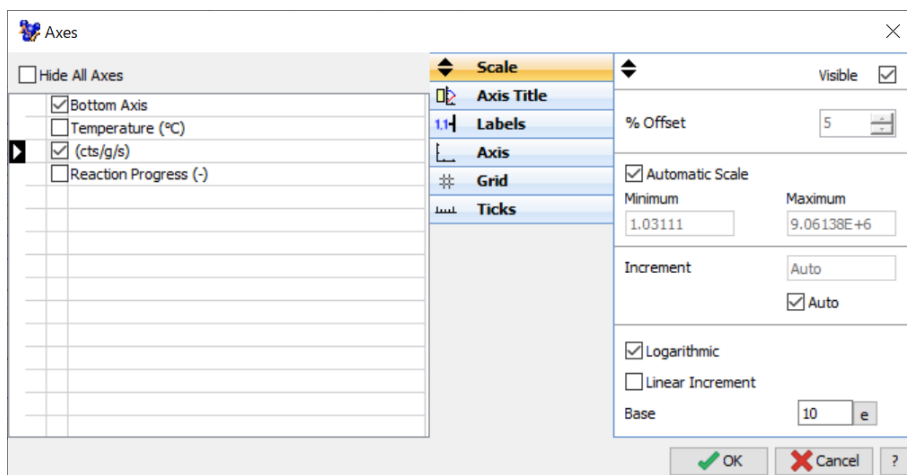 Axes
Hide All Axes
Bottom Axis
Temperature (°C)
(cts/g/s)
Reaction Progress (-)
Scale
Axis Title
1.1 Labels
Axis
Grid
Ticks
Visible
% Offset 5
Automatic Scale
Minimum Maximum
1.03111 9.06138E+6
Increment Auto
Auto
Logarithmic
Linear Increment
Base 10 e
OK Cancel ?